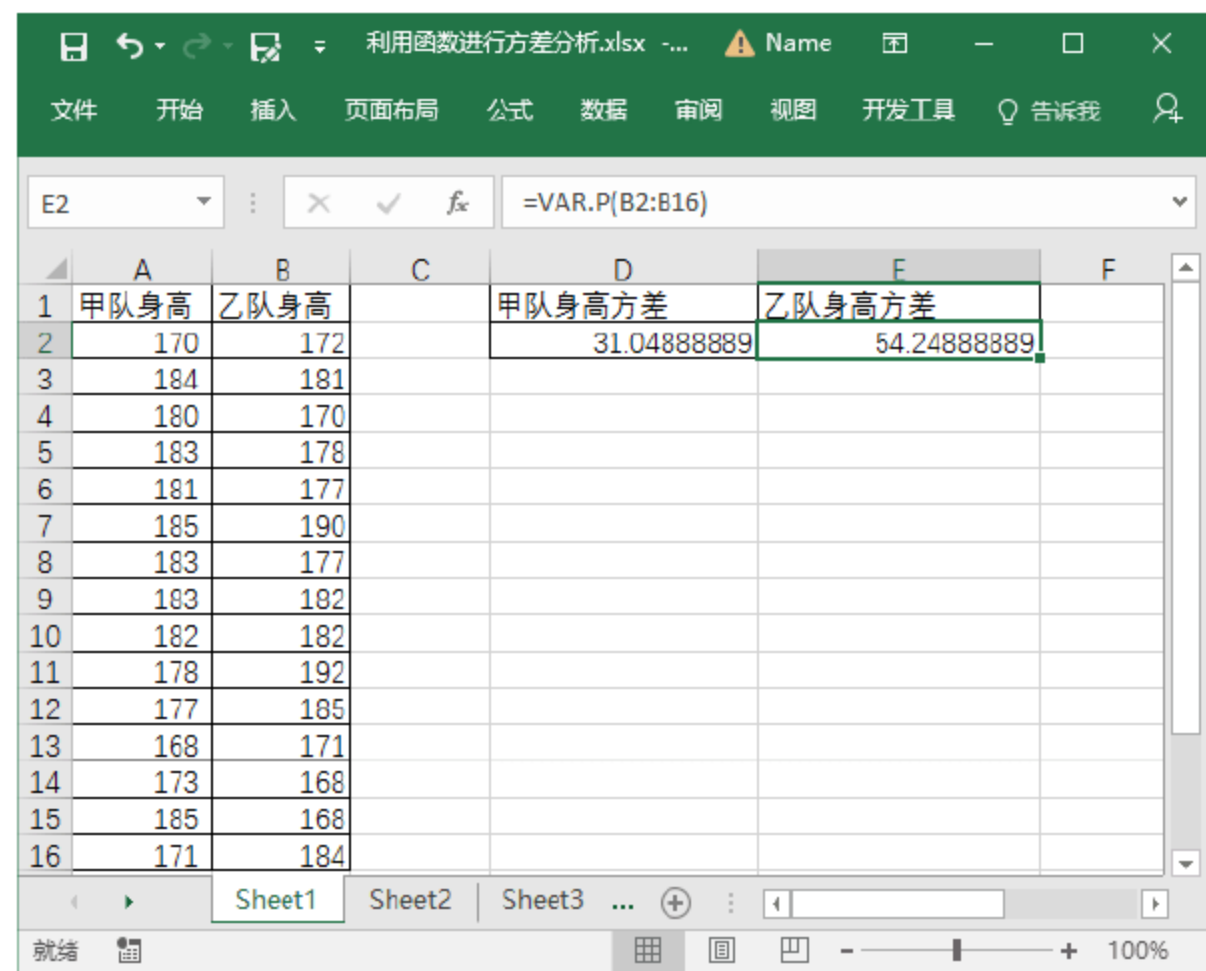 利用函数进行方差分析.xlsx -... Name
文件 开始 插入 页面布局 公式 数据 审阅 视图 开发工具 告诉我
E2 fx =VAR.P(B2:B16)
A B C D E F
1 甲队身高 乙队身高 甲队身高方差 乙队身高方差
2 170 172 31.04888889 54.24888889
3 184 181
4 180 170
5 183 178
6 181 177
7 185 190
8 183 177
9 183 182
10 182 182
11 178 192
12 177 185
13 168 171
14 173 168
15 185 168
16 171 184
Sheet1 Sheet2 Sheet3 ...
就绪 100%